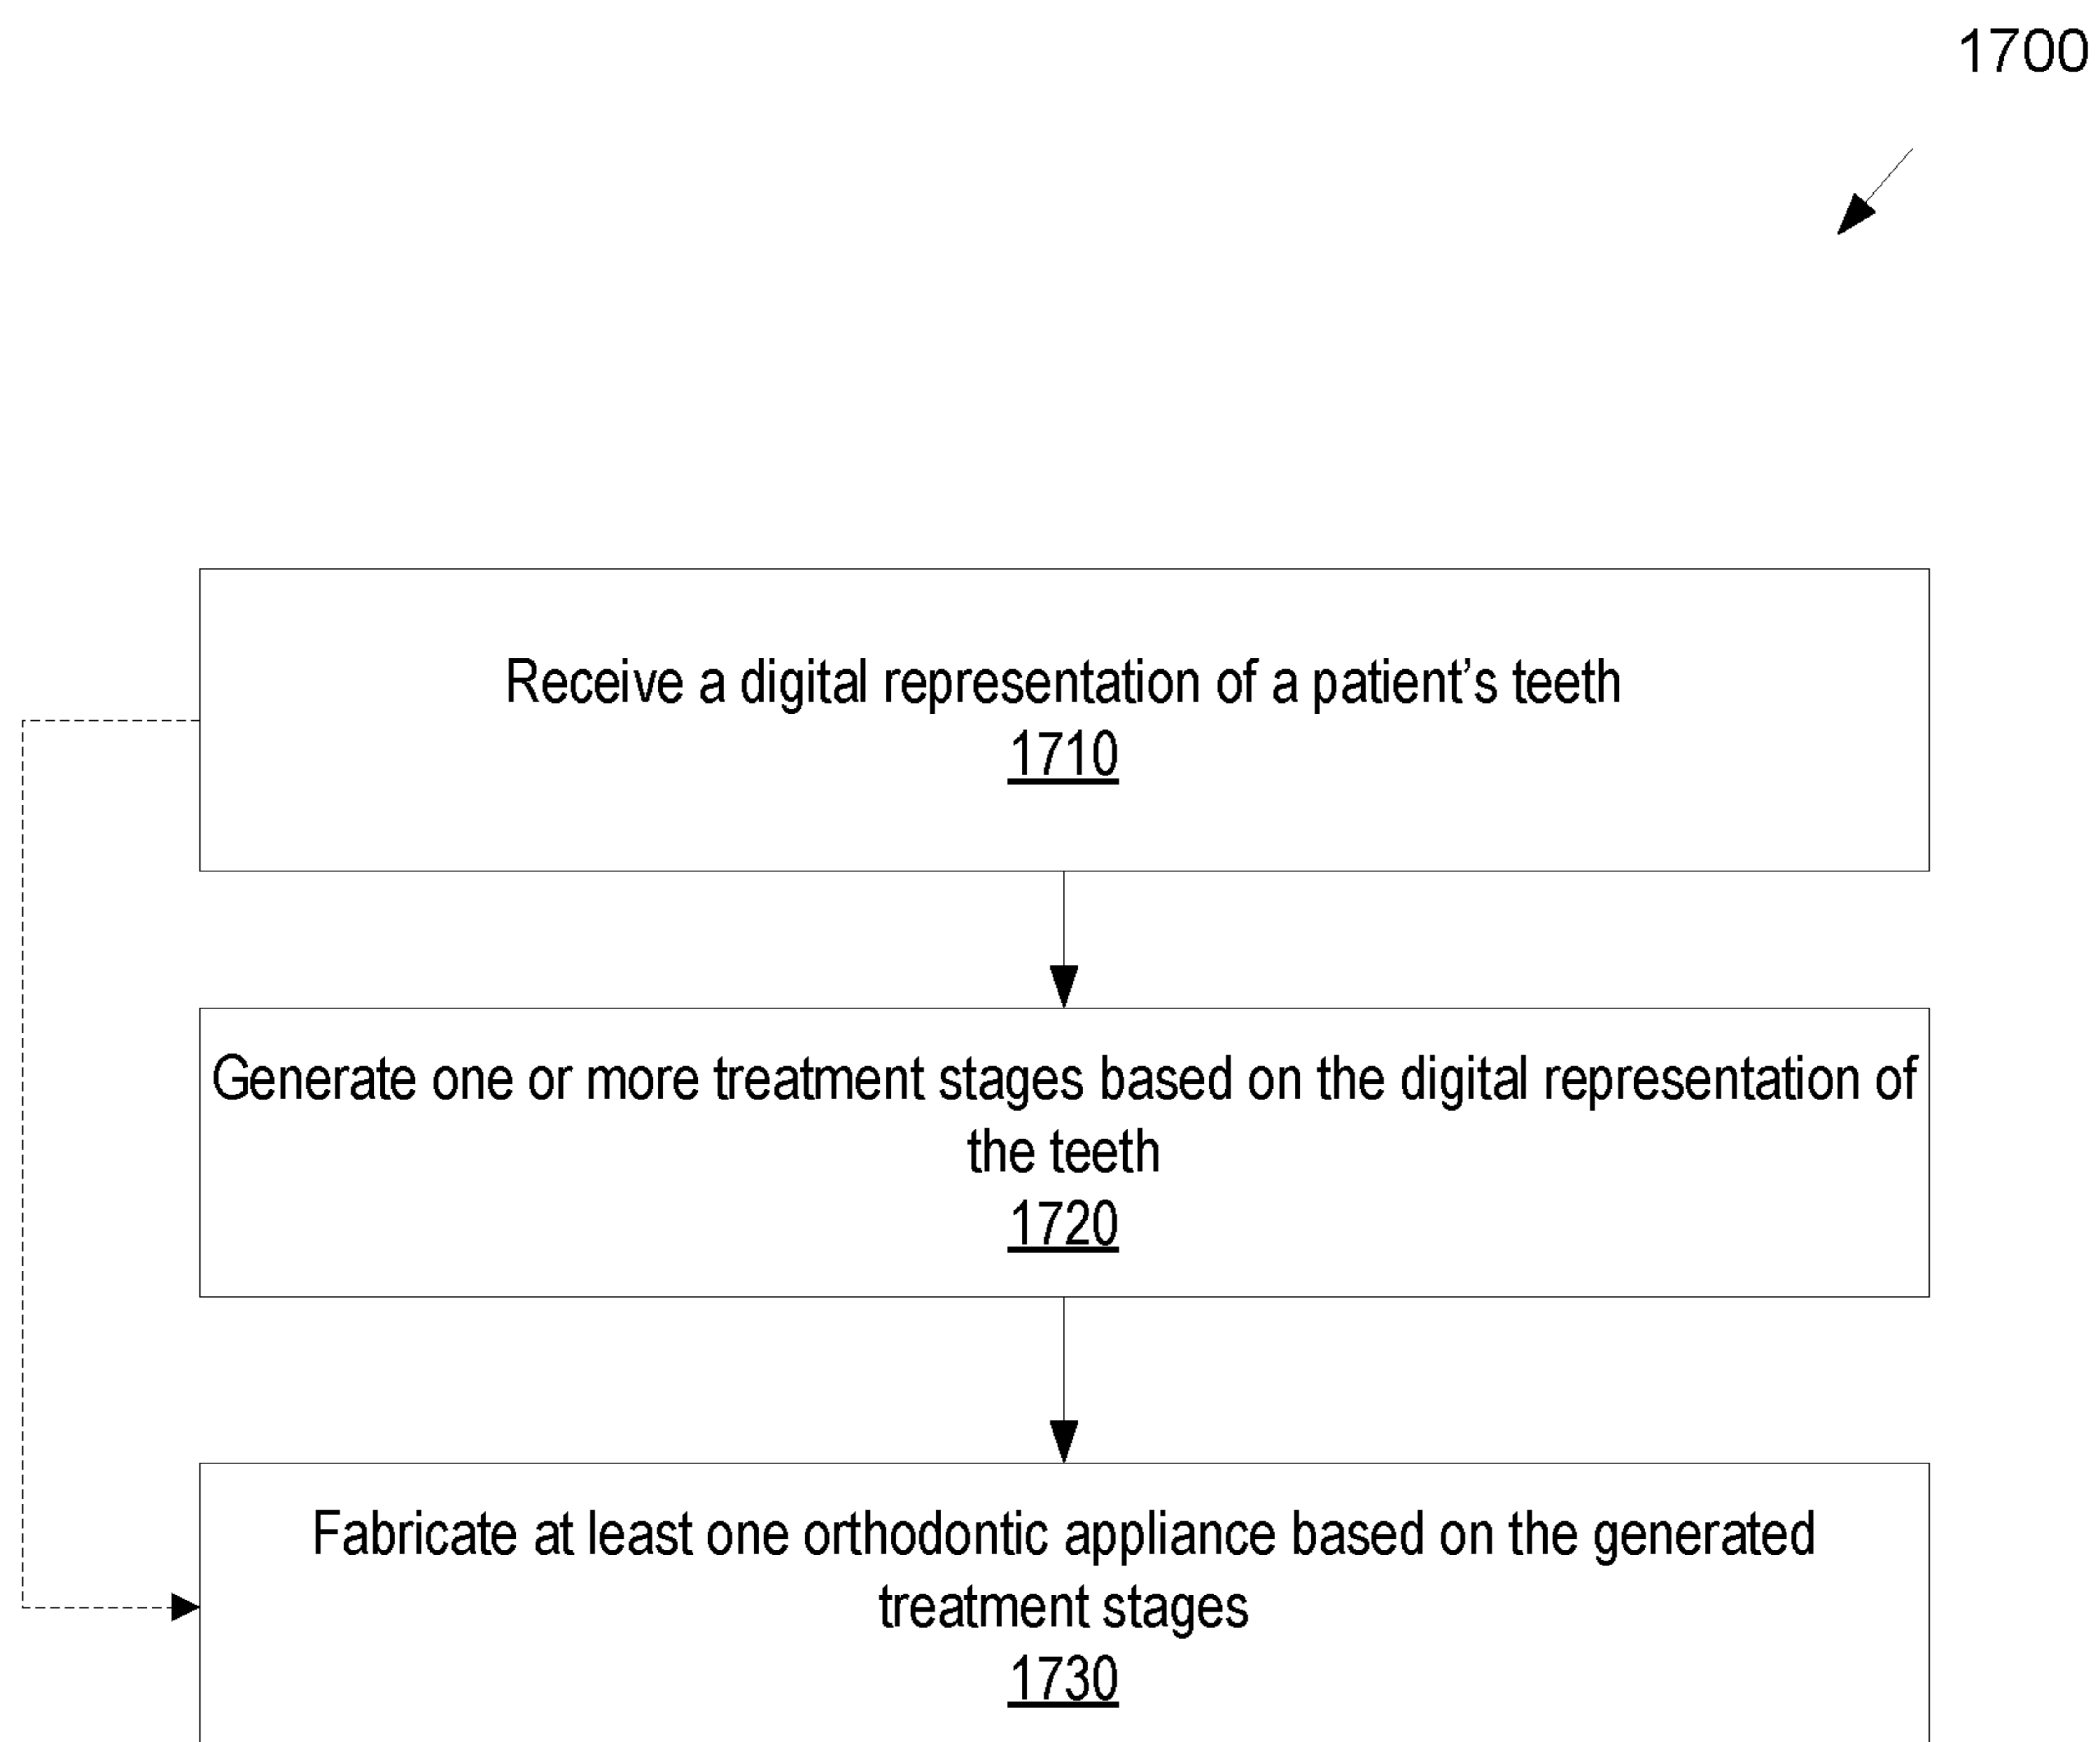 1700
Receive a digital representation of a patient’s teeth
1710
Generate one or more treatment stages based on the digital representation of
the teeth
1720
Fabricate at least one orthodontic appliance based on the generated
treatment stages
1730